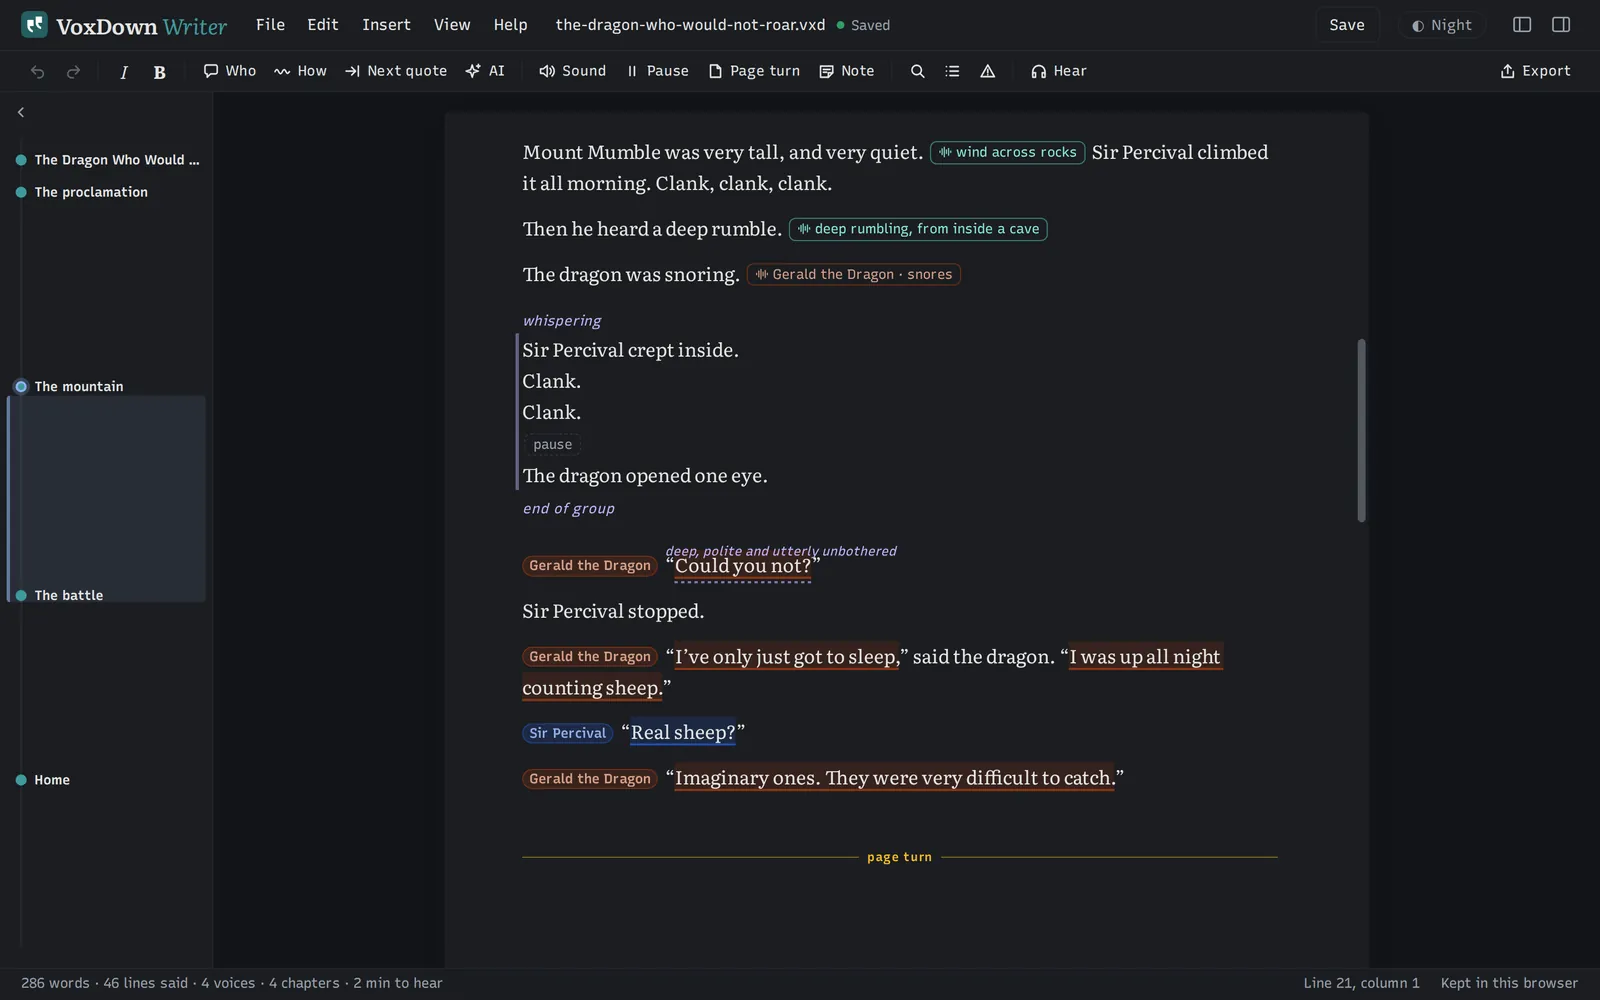 VoxDown Writer File Edit Insert View Help the-dragon-who-would-not-roar.vxd Saved Save Night
I B Who How Next quote AI Sound Pause Page turn Note Hear Export
The Dragon Who Would ...
The proclamation
The mountain
The battle
Home
Mount Mumble was very tall, and very quiet. wind across rocks Sir Percival climbed
it all morning. Clank, clank, clank.
Then he heard a deep rumble. deep rumbling, from inside a cave
The dragon was snoring. Gerald the Dragon · snores
whispering
Sir Percival crept inside.
Clank.
Clank.
pause
The dragon opened one eye.
end of group
deep, polite and utterly unbothered
Gerald the Dragon “Could you not?”
Sir Percival stopped.
Gerald the Dragon “I’ve only just got to sleep,” said the dragon. “I was up all night
counting sheep.”
Sir Percival “Real sheep?”
Gerald the Dragon “Imaginary ones. They were very difficult to catch.”
page turn
286 words · 46 lines said · 4 voices · 4 chapters · 2 min to hear Line 21, column 1 Kept in this browser